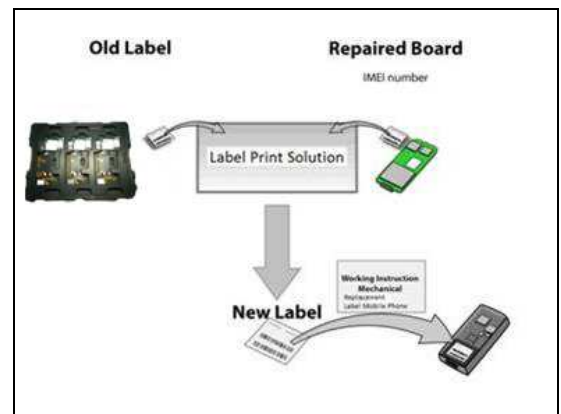 Old Label
Repaired Board
IMEI number
Label Print Solution
Working Instruction
Mechanical
Replacement
Label Mobile Phone
New Label